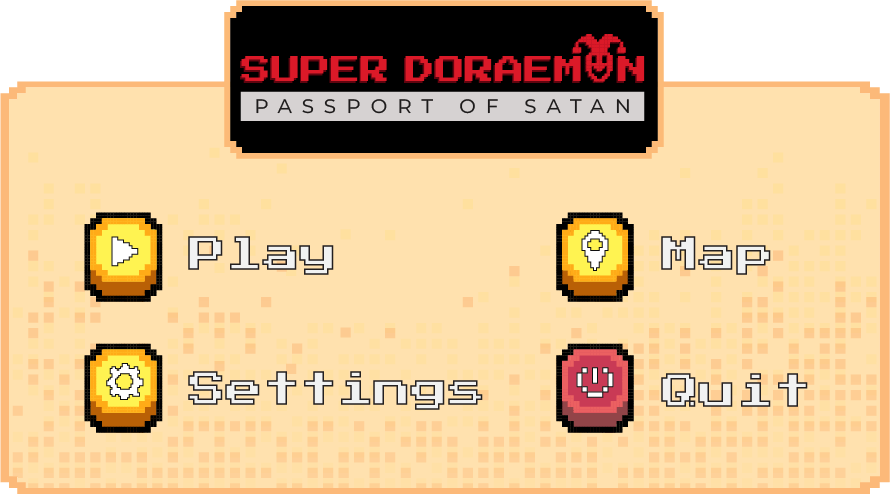 SUPER DORAEMON
PASSPORT OF SATAN
Play
Map
Settings
Quit